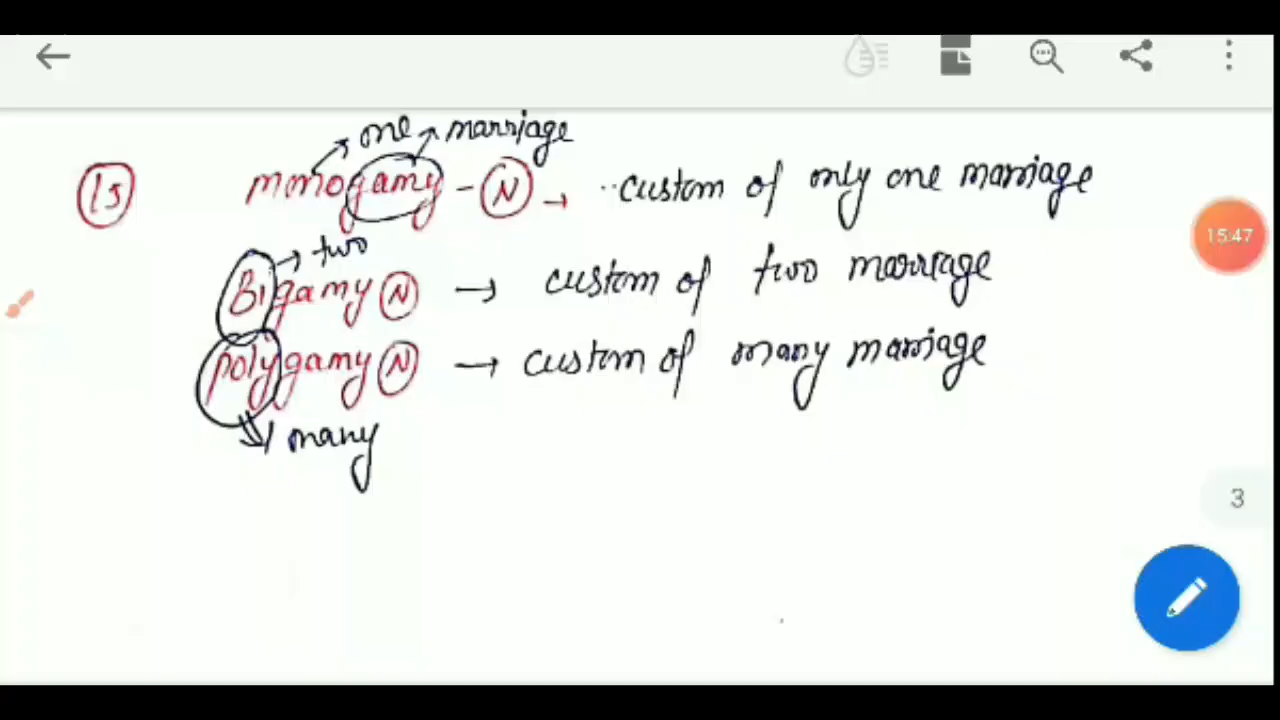 one marriage
15 monogamy - N → custom of only one marriage
15:47
→ two
Bigamy N → custom of two marriage
polygamy N → custom of many marriage
many
3